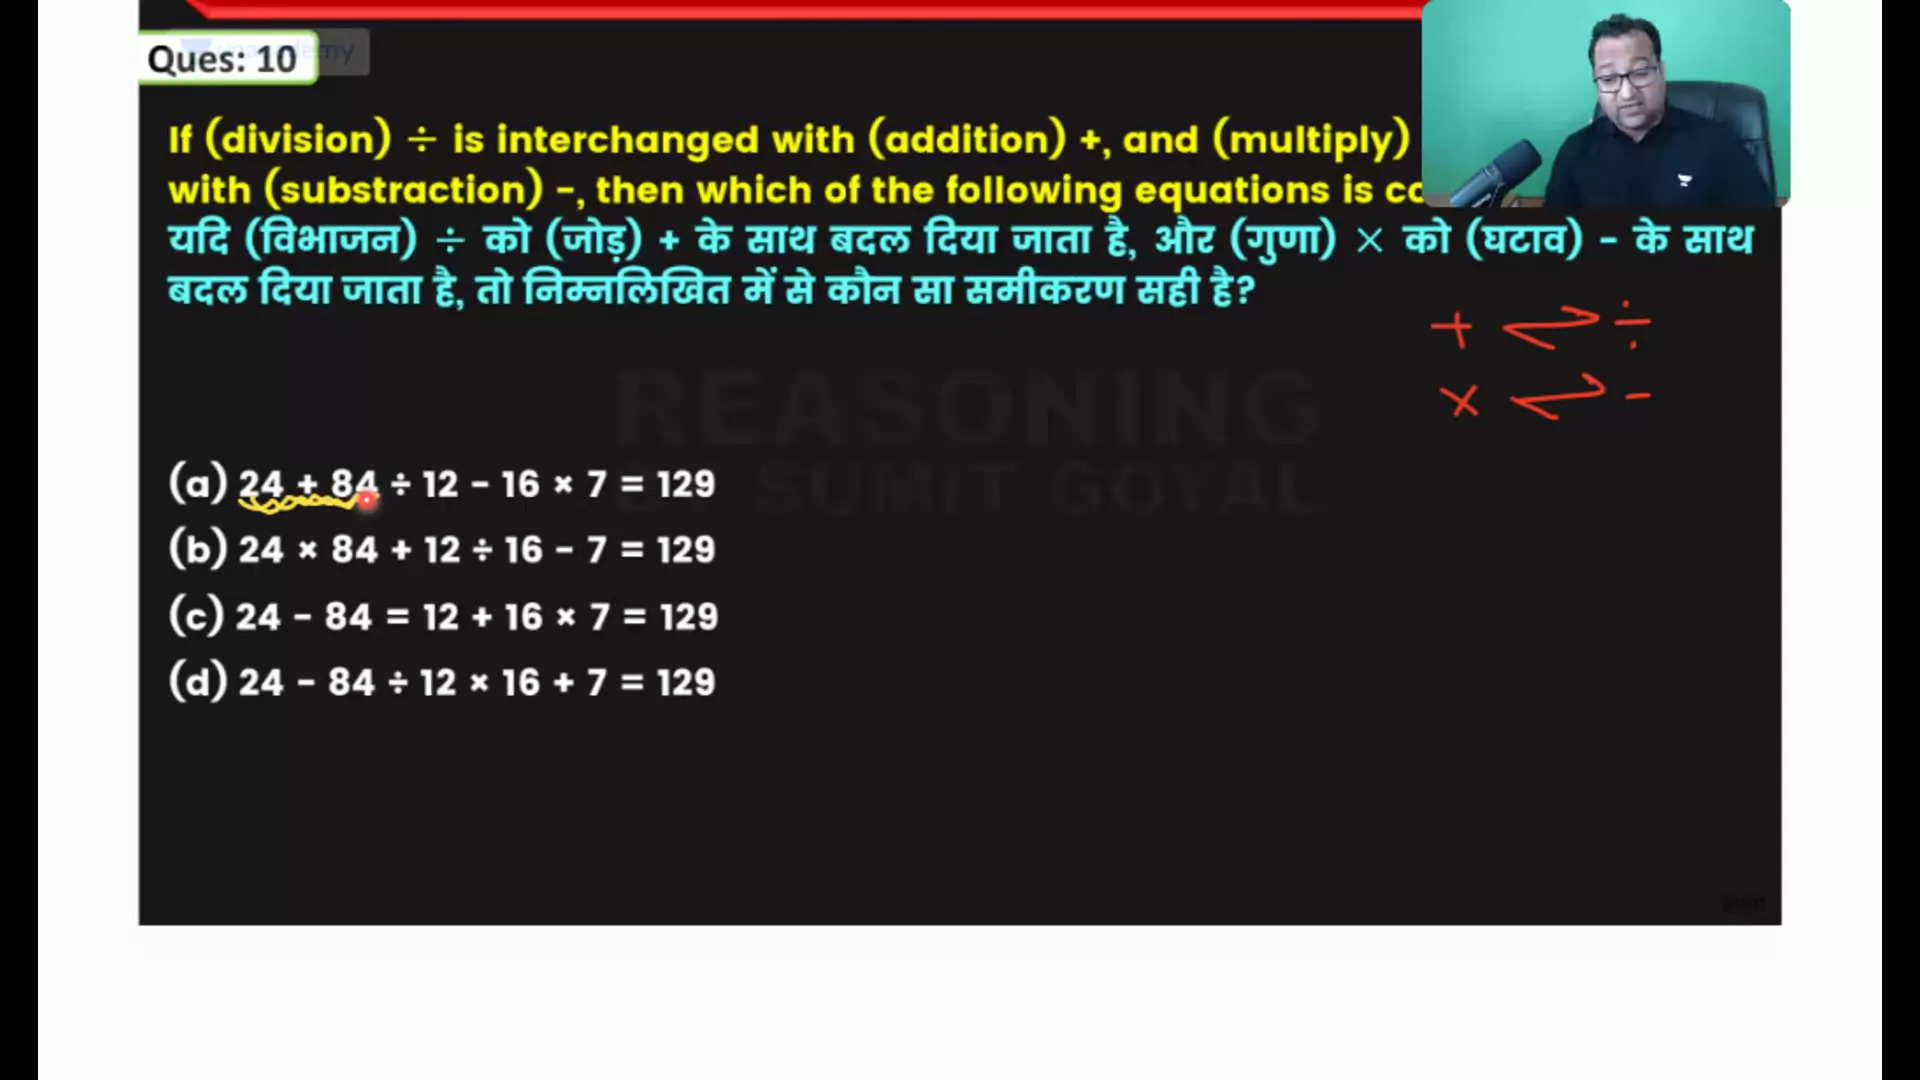 Ques: 10
If (division) ÷ is interchanged with (addition) +, and (multiply)
with (substraction) -, then which of the following equations is
यदि (विभाजन) ÷ को (जोड़) + के साथ बदल दिया जाता है, और (गुणा) × को (घटाव) - के साथ
बदल दिया जाता है, तो निम्नलिखित में से कौन सा समीकरण सही है?
+ ⇌ ÷
× ⇌ -
REASONING
BY SUMIT GOYAL
(a) 24 + 84 ÷ 12 - 16 × 7 = 129
(b) 24 × 84 + 12 ÷ 16 - 7 = 129
(c) 24 - 84 = 12 + 16 × 7 = 129
(d) 24 - 84 ÷ 12 × 16 + 7 = 129